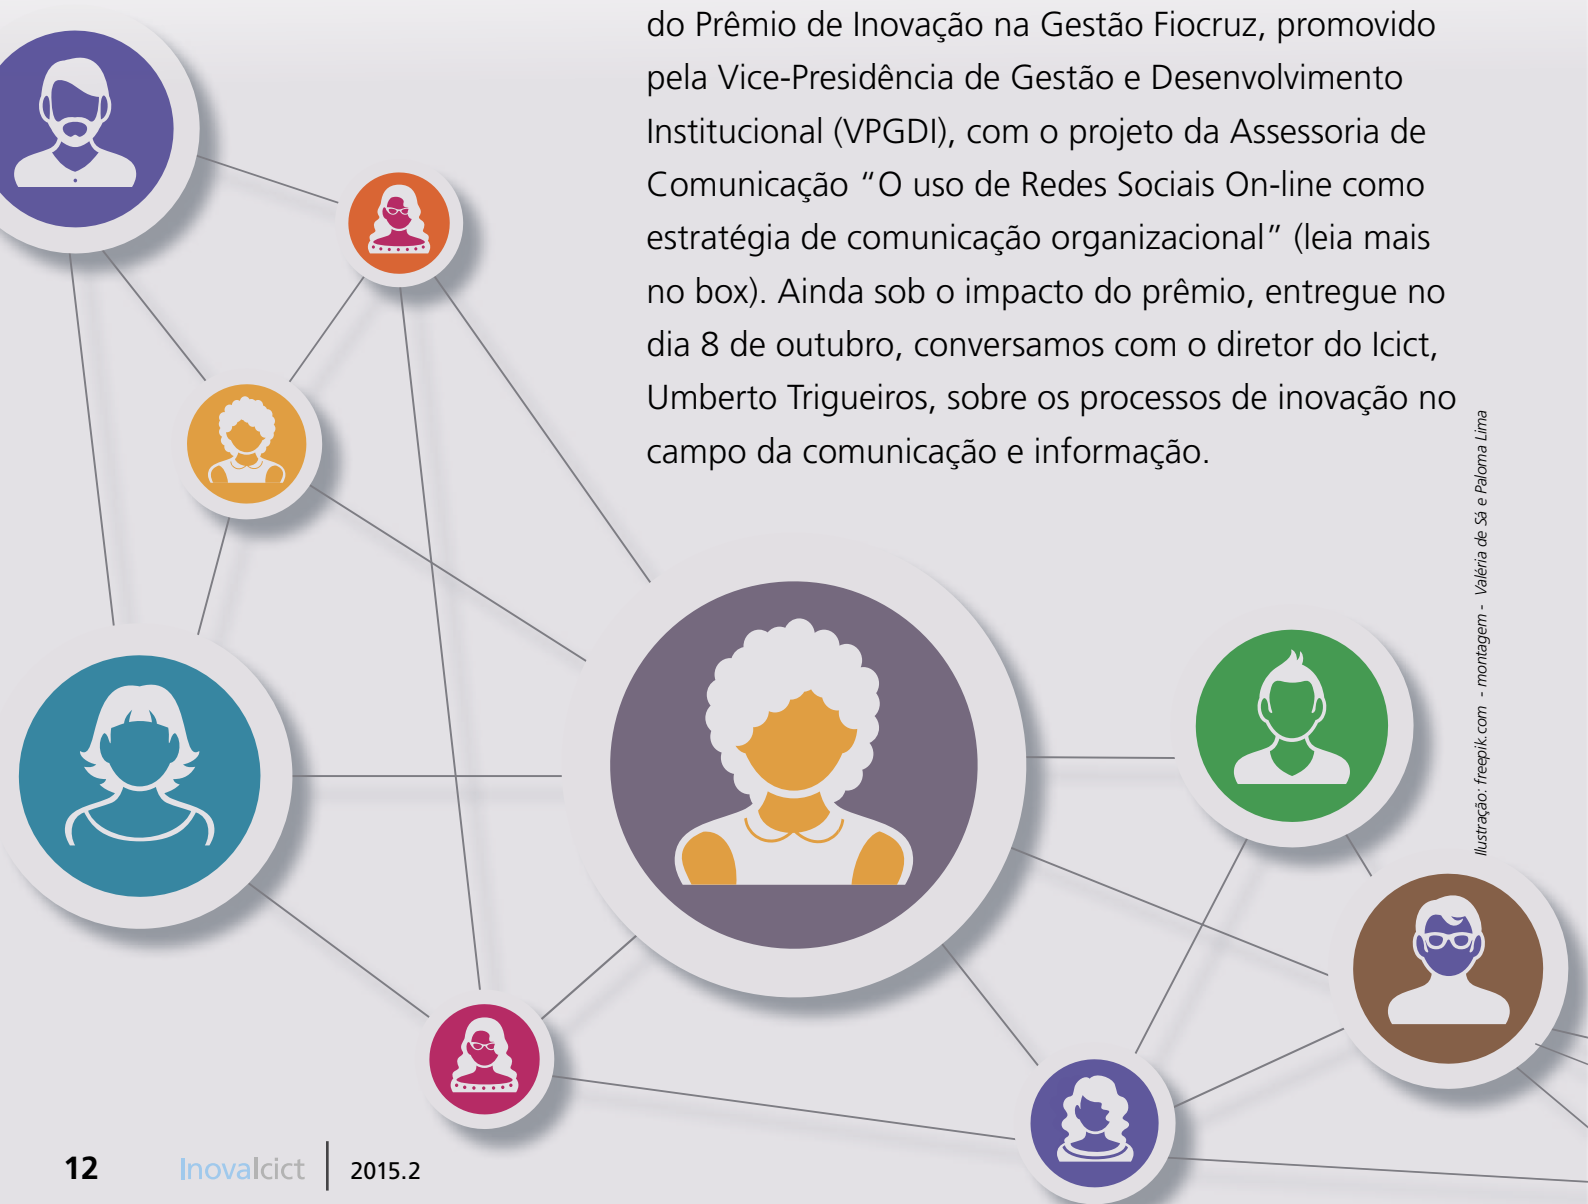 do Prêmio de Inovação na Gestão Fiocruz, promovido
pela Vice-Presidência de Gestão e Desenvolvimento
Institucional (VPGDI), com o projeto da Assessoria de
Comunicação “O uso de Redes Sociais On-line como
estratégia de comunicação organizacional” (leia mais
no box). Ainda sob o impacto do prêmio, entregue no
dia 8 de outubro, conversamos com o diretor do Icict,
Umberto Trigueiros, sobre os processos de inovação no
campo da comunicação e informação.
Ilustração: freepik.com - montagem - Valéria de Sá e Paloma Lima
12 InovaIcict 2015.2